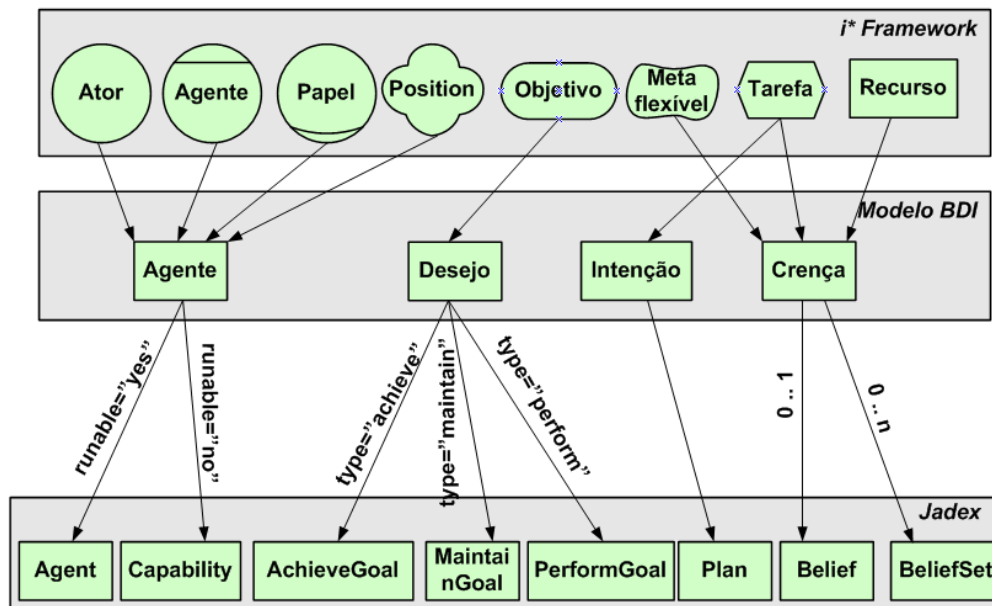 i* Framework
Ator
Agente
Papel
Position
Objetivo
Meta
flexível
Tarefa
Recurso
Modelo BDI
Agente
Desejo
Intenção
Crença
runable=”yes”
runable=”no”
type=”achieve”
type=”maintain”
type=”perform”
0 .. 1
0 .. n
Jadex
Agent
Capability
AchieveGoal
Maintai
nGoal
PerformGoal
Plan
Belief
BeliefSet